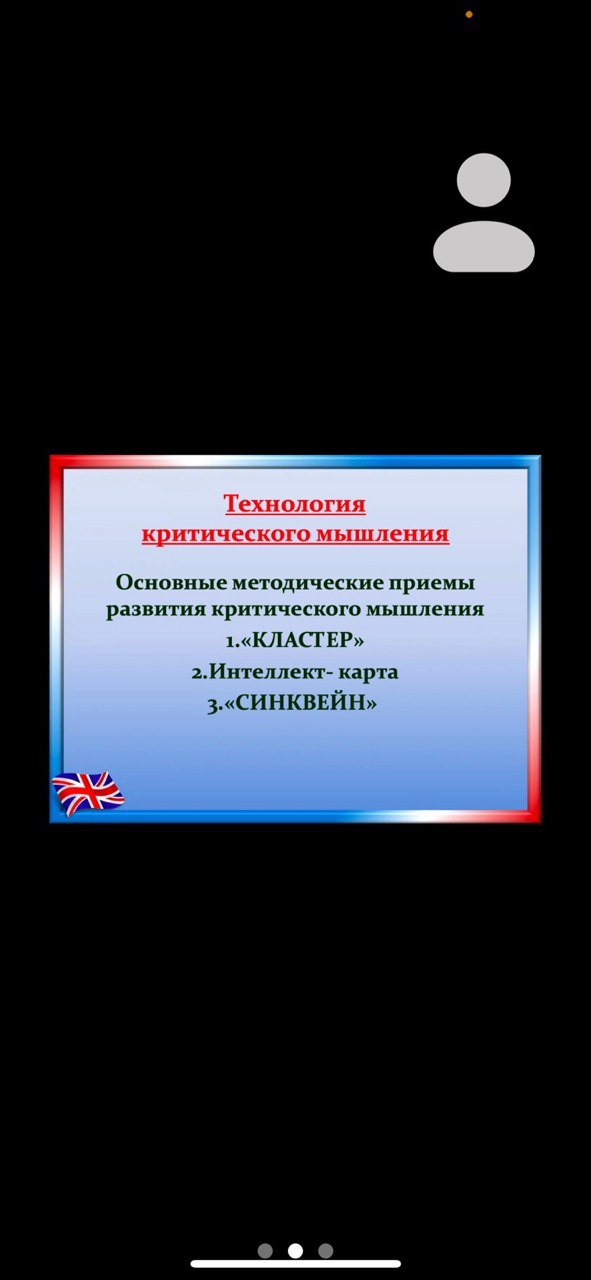 Технология
критического мышления
Основные методические приемы
развития критического мышления
1.«КЛАСТЕР»
2.Интеллект- карта
3.«СИНКВЕЙН»